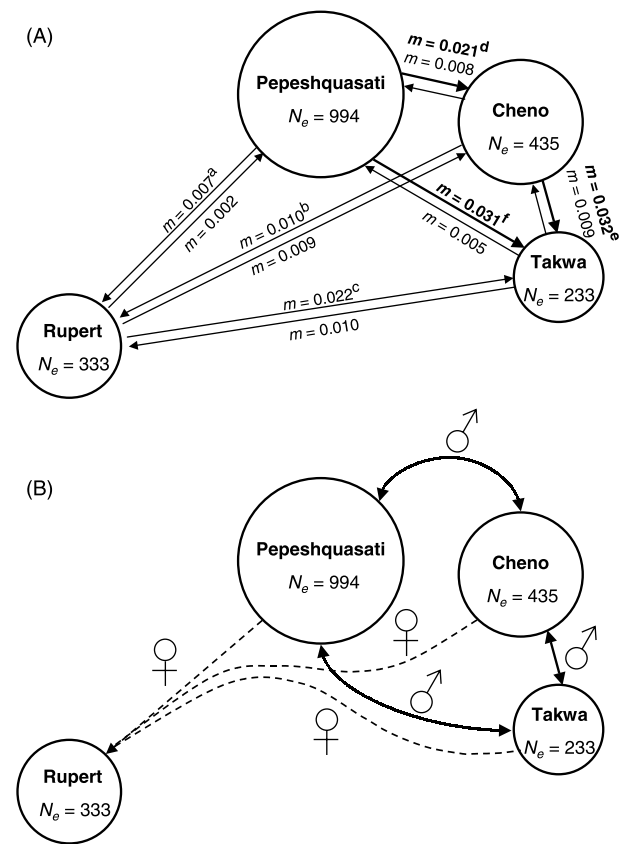 (A)
Pepeshquasati
Nₑ = 994
m = 0.021ᵈ
m = 0.008
Cheno
Nₑ = 435
m = 0.007ᵃ
m = 0.002
m = 0.010ᵇ
m = 0.009
m = 0.031ᶠ
m = 0.005
m = 0.032ᵉ
m = 0.009
Takwa
Nₑ = 233
m = 0.022ᶜ
m = 0.010
Rupert
Nₑ = 333
(B)
♂
Pepeshquasati
Nₑ = 994
Cheno
Nₑ = 435
♀
♀
♂
♂
♀
Takwa
Nₑ = 233
Rupert
Nₑ = 333